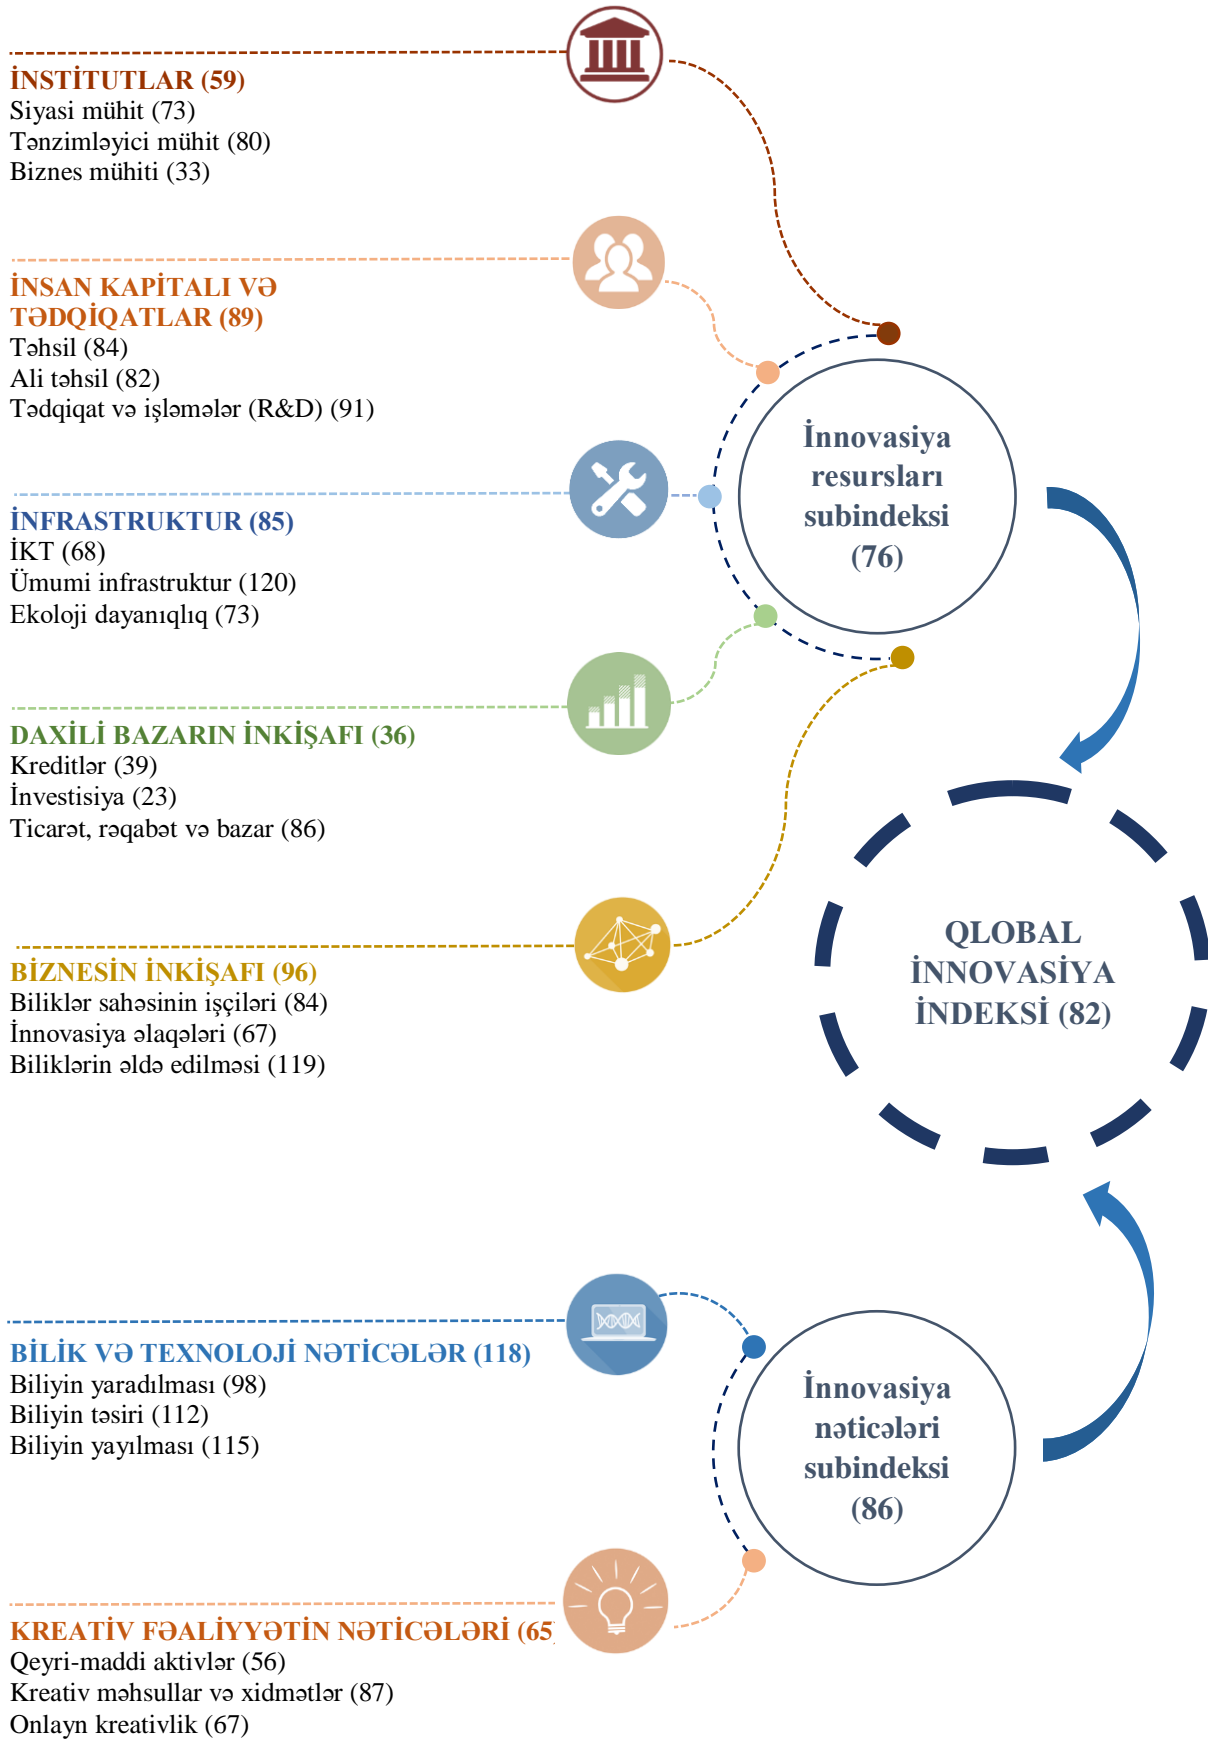 İNSTİTUTLAR (59)
Siyasi mühit (73)
Tənzimləyici mühit (80)
Biznes mühiti (33)
İNSAN KAPİTALI VƏ
TƏDQİQATLAR (89)
Təhsil (84)
Ali təhsil (82)
Tədqiqat və işləmələr (R&D) (91)
İnnovasiya
resursları
subindeksi
(76)
İNFRASTRUKTUR (85)
İKT (68)
Ümumi infrastruktur (120)
Ekoloji dayanıqlıq (73)
DAXİLİ BAZARIN İNKİŞAFI (36)
Kreditlər (39)
İnvestisiya (23)
Ticarət, rəqabət və bazar (86)
BİZNESİN İNKİŞAFI (96)
Biliklər sahəsinin işçiləri (84)
İnnovasiya əlaqələri (67)
Biliklərin əldə edilməsi (119)
QLOBAL
İNNOVASİYA
İNDEKSİ (82)
BİLİK VƏ TEXNOLOJİ NƏTİCƏLƏR (118)
Biliyin yaradılması (98)
Biliyin təsiri (112)
Biliyin yayılması (115)
İnnovasiya
nəticələri
subindeksi
(86)
KREATİV FƏALİYYƏTİN NƏTİCƏLƏRİ (65)
Qeyri-maddi aktivlər (56)
Kreativ məhsullar və xidmətlər (87)
Onlayn kreativlik (67)